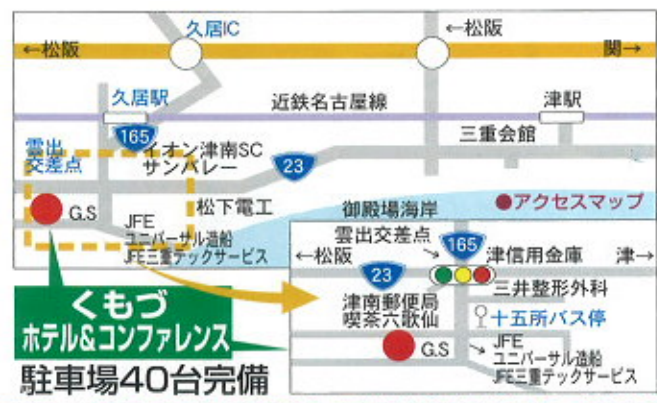 久居IC
←松阪
←松阪
関→
久居駅
近鉄名古屋線
津駅
165
三重会館
雲出
交差点
イオン津南SC
サンバレー
23
G.S
松下電工
御殿場海岸
●アクセスマップ
JFE
ユニバーサル造船
JFE三重テックサービス
雲出交差点
165
津信用金庫
←松阪
津→
23
三井整形外科
津南郵便局
喫茶六歌仙
十五所バス停
G.S
JFE
ユニバーサル造船
JFE三重テックサービス
くもづ
ホテル&コンファレンス
駐車場40台完備